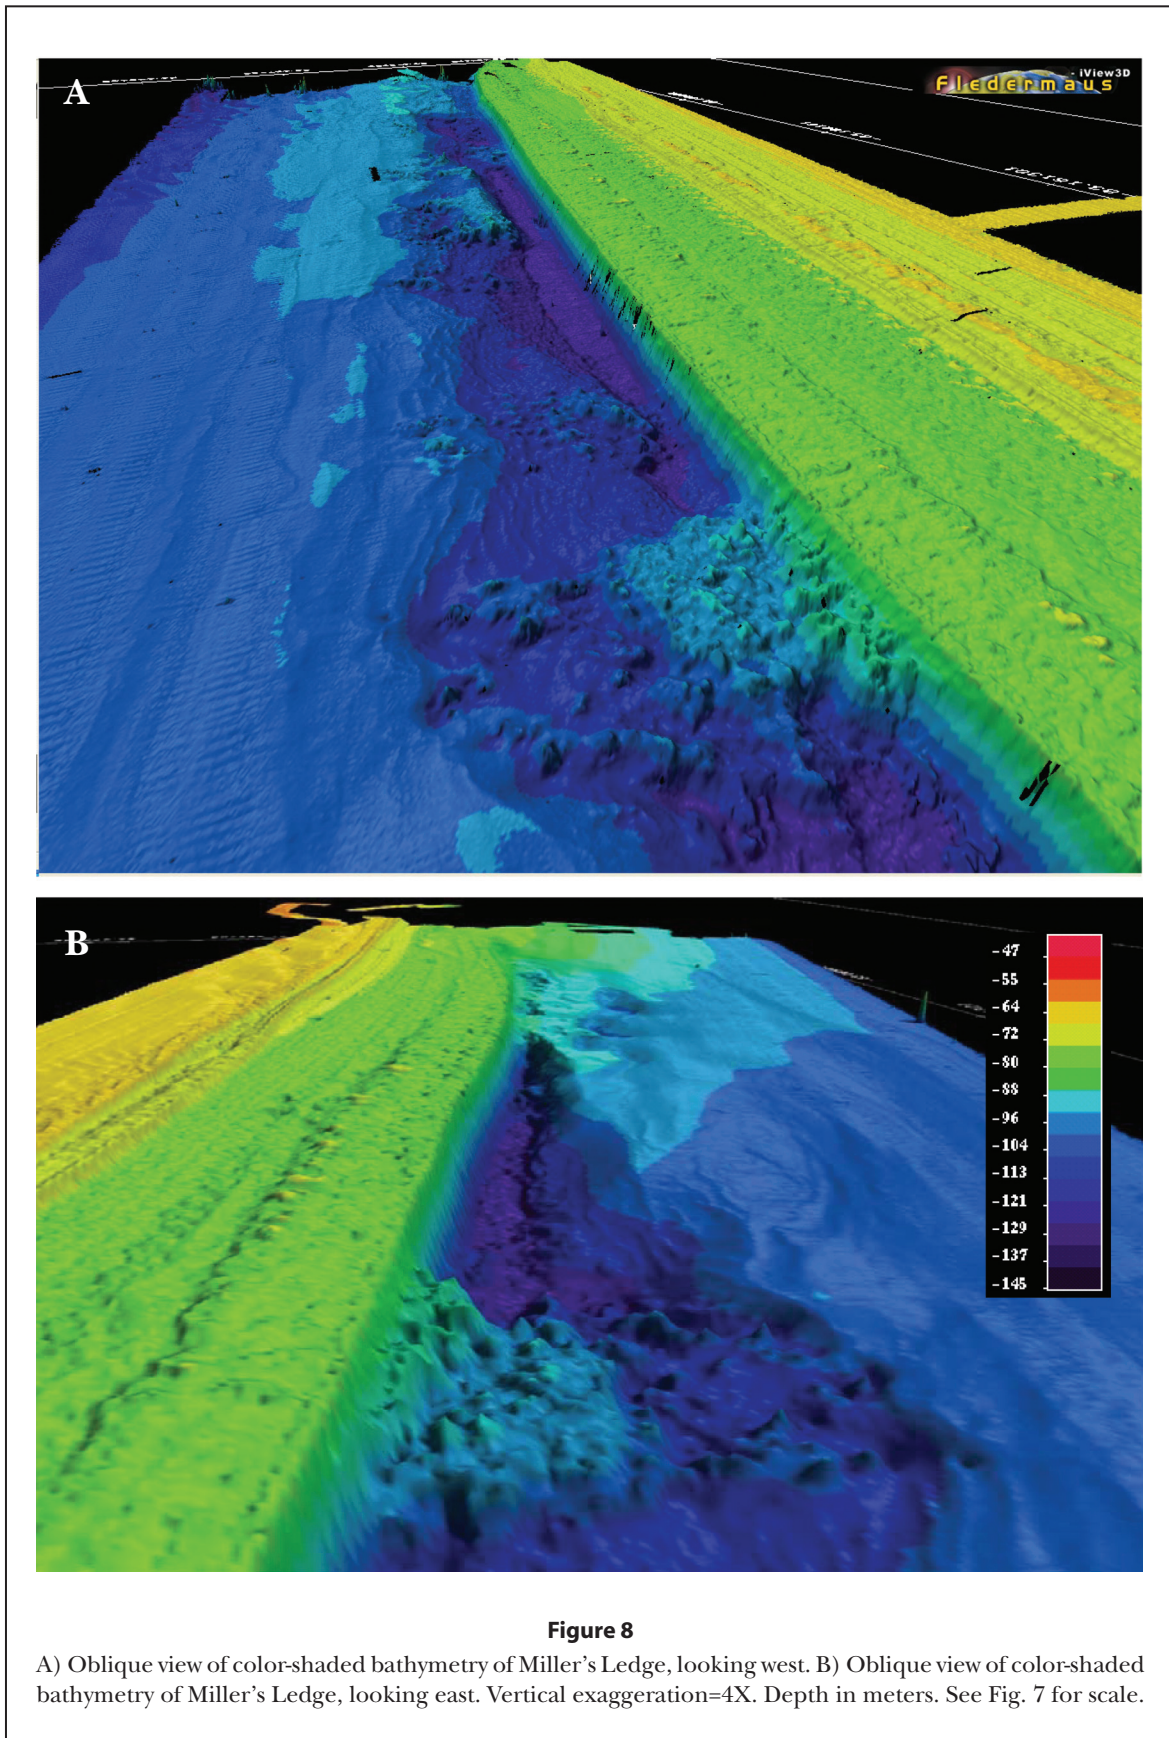 A
- iView3D
Fledermaus
B
-47
-55
-64
-72
-80
-88
-96
-104
-113
-121
-129
-137
-145
Figure 8
A) Oblique view of color-shaded bathymetry of Miller’s Ledge, looking west. B) Oblique view of color-shaded
bathymetry of Miller’s Ledge, looking east. Vertical exaggeration=4X. Depth in meters. See Fig. 7 for scale.